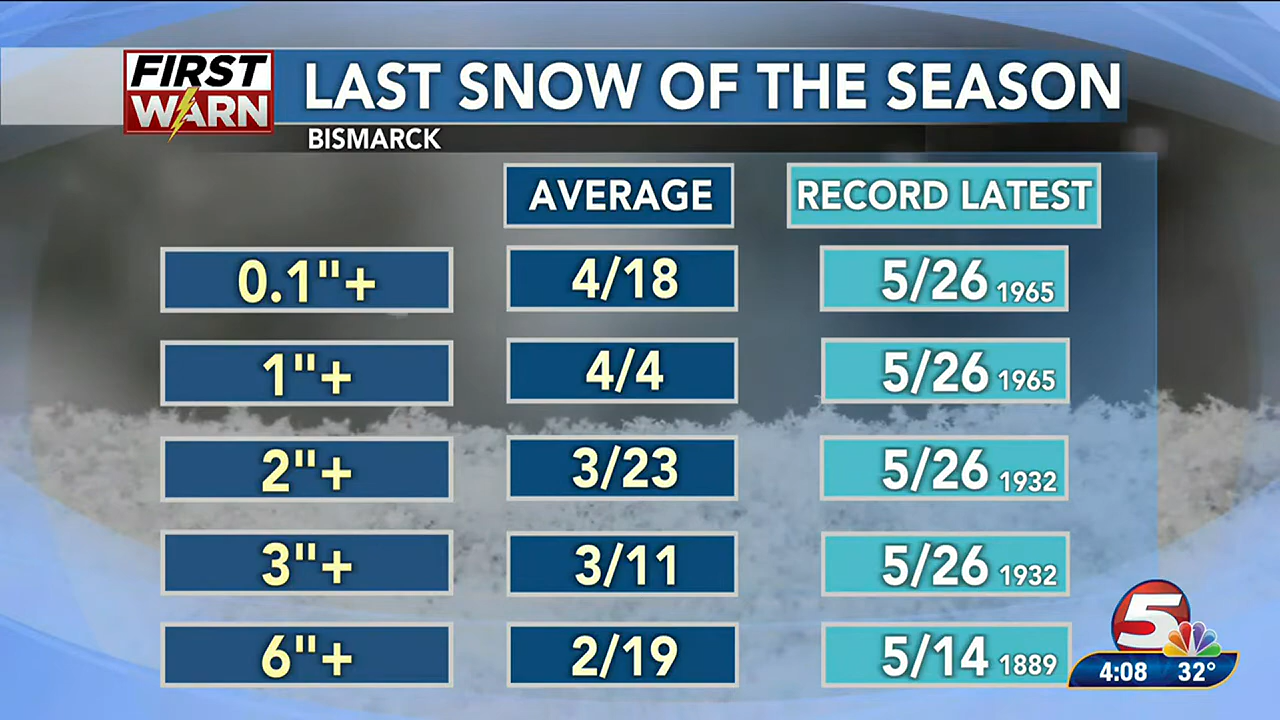 FIRST
WARN
LAST SNOW OF THE SEASON
BISMARCK
AVERAGE RECORD LATEST
0.1"+ 4/18 5/26 1965
1"+ 4/4 5/26 1965
2"+ 3/23 5/26 1932
3"+ 3/11 5/26 1932
6"+ 2/19 5/14 1889
5
4:08 32°